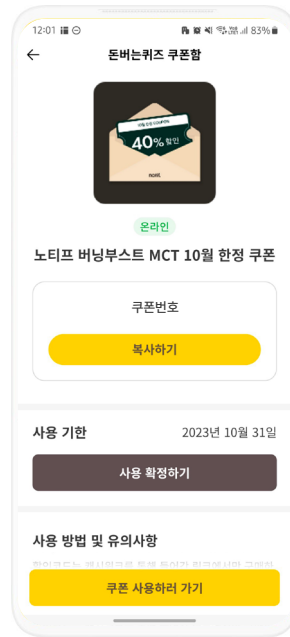 12:01
83%
돈버는퀴즈 쿠폰함
40% 할인
온라인
노티프 버닝부스트 MCT 10월 한정 쿠폰
쿠폰번호
복사하기
사용 기한
2023년 10월 31일
사용 확정하기
사용 방법 및 유의사항
쿠폰 사용하러 가기